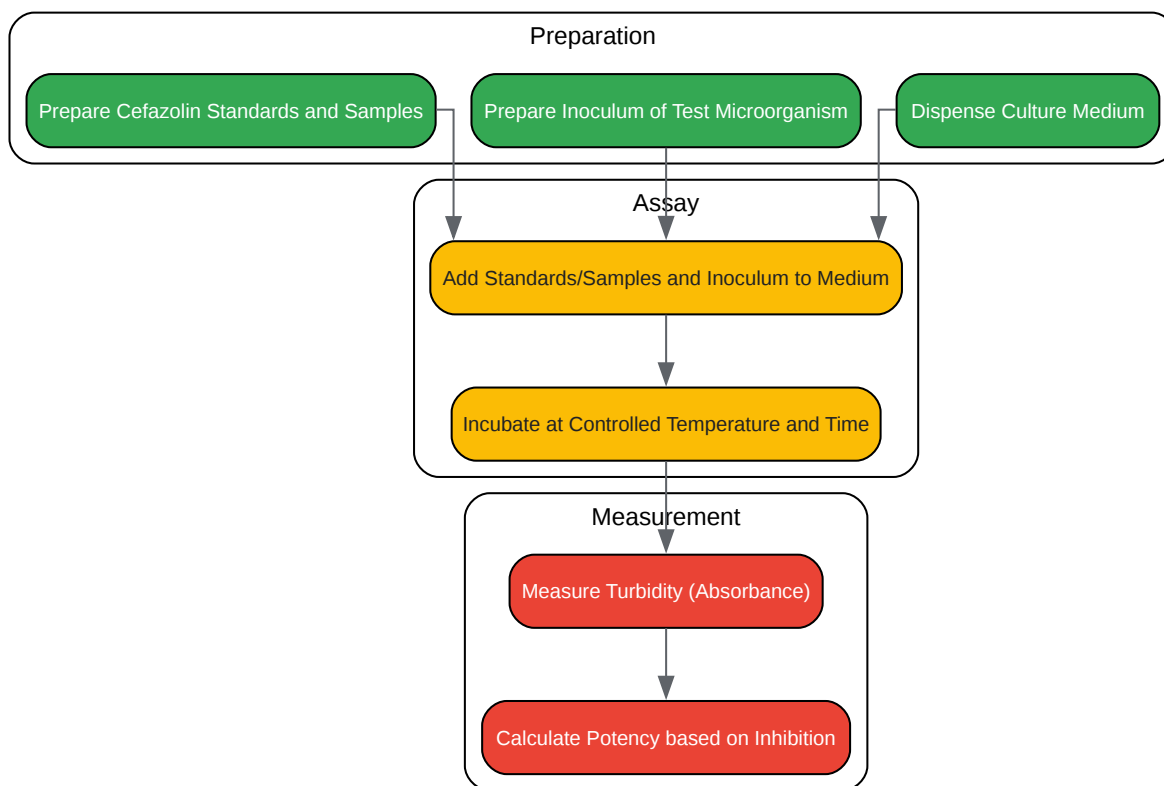 Preparation
Prepare Cefazolin Standards and Samples
Prepare Inoculum of Test Microorganism
Dispense Culture Medium
Assay
Add Standards/Samples and Inoculum to Medium
Incubate at Controlled Temperature and Time
Measurement
Measure Turbidity (Absorbance)
Calculate Potency based on Inhibition